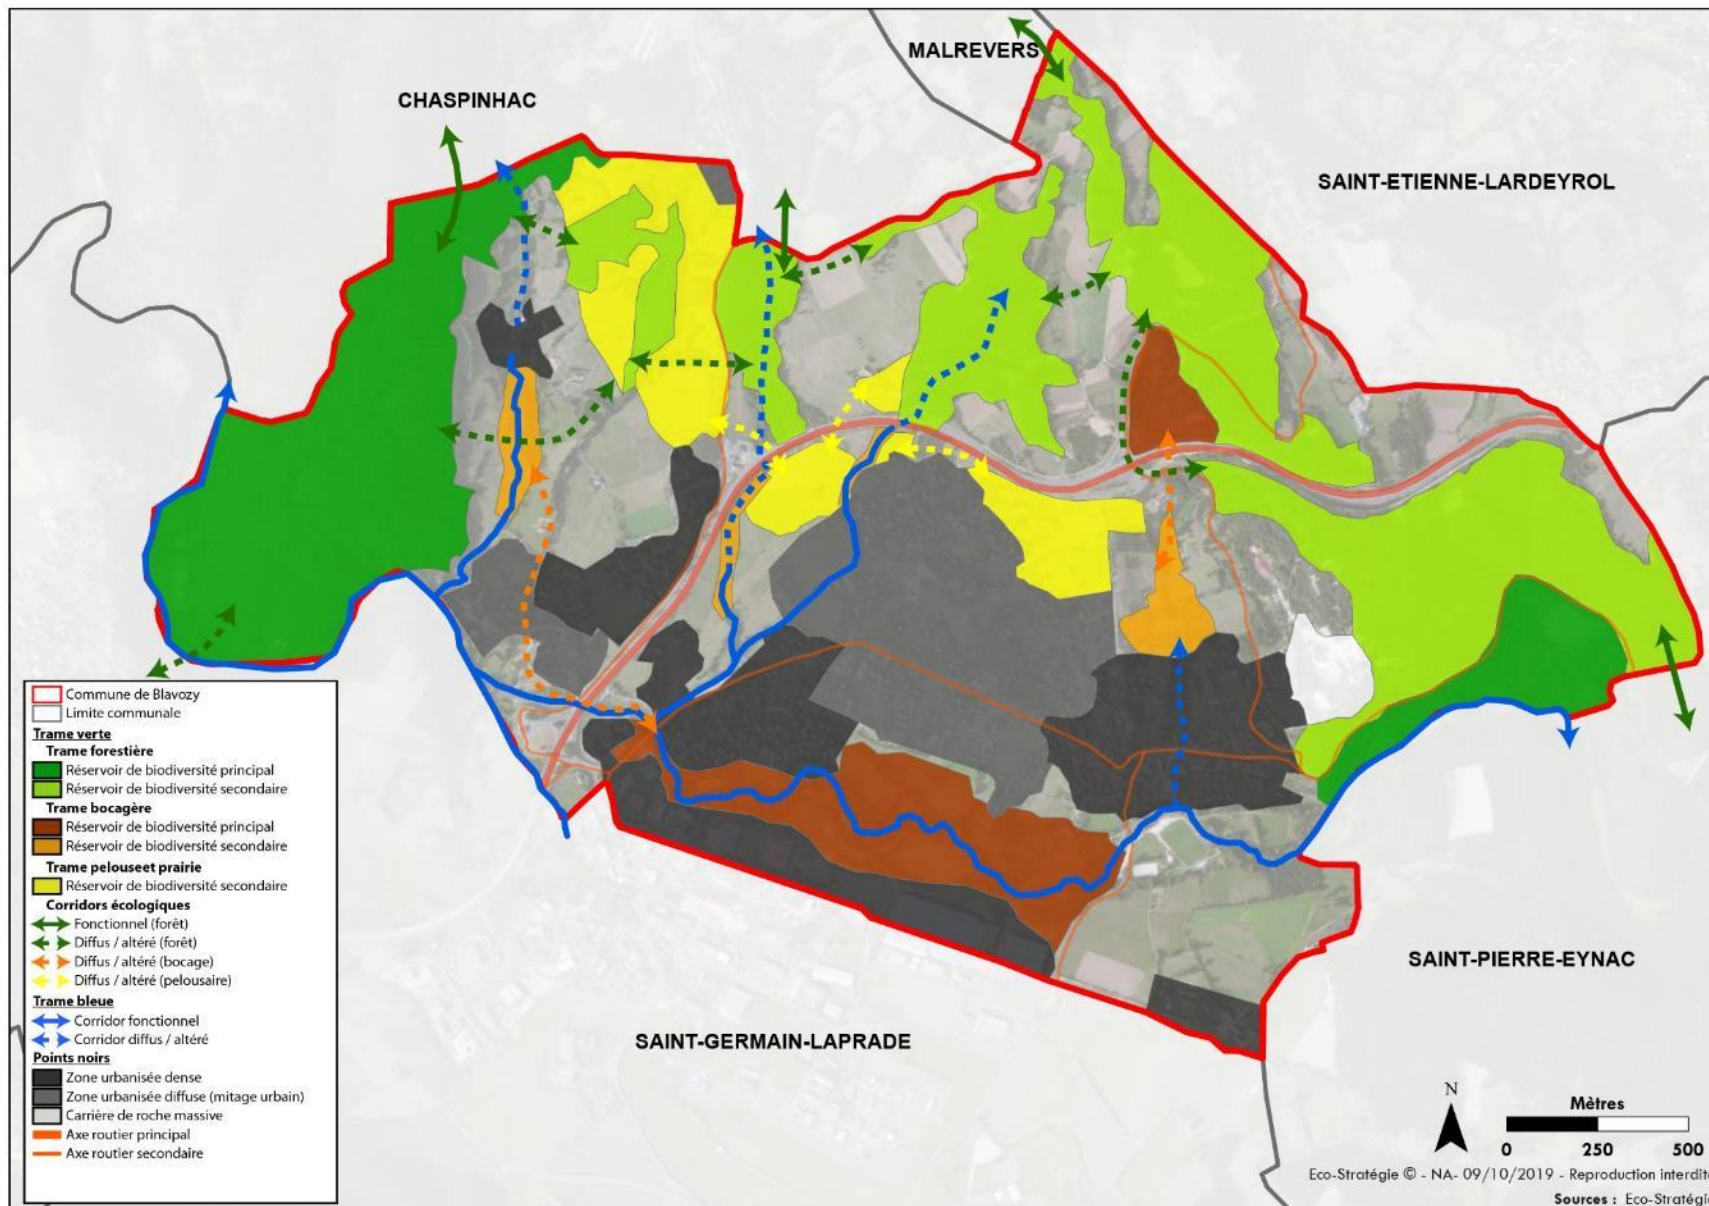 MALREVERS
CHASPINHAC
SAINT-ETIENNE-LARDEYROL
Commune de Blavozy
Limite communale
Trame verte
Trame forestière
Réservoir de biodiversité principal
Réservoir de biodiversité secondaire
Trame bocagère
Réservoir de biodiversité principal
Réservoir de biodiversité secondaire
Trame pelouseet prairie
Réservoir de biodiversité secondaire
Corridors écologiques
Fonctionnel (forêt)
Diffus / altéré (forêt)
Diffus / altéré (bocage)
Diffus / altéré (pelousaire)
Trame bleue
Corridor fonctionnel
Corridor diffus / altéré
Points noirs
Zone urbanisée dense
Zone urbanisée diffuse (mitage urbain)
Carrière de roche massive
Axe routier principal
Axe routier secondaire
SAINT-PIERRE-EYNAC
SAINT-GERMAIN-LAPRADE
N
Mètres
0 250 500
Eco-Stratégie © - NA- 09/10/2019 - Reproduction interdit
Sources : Eco-Stratégi